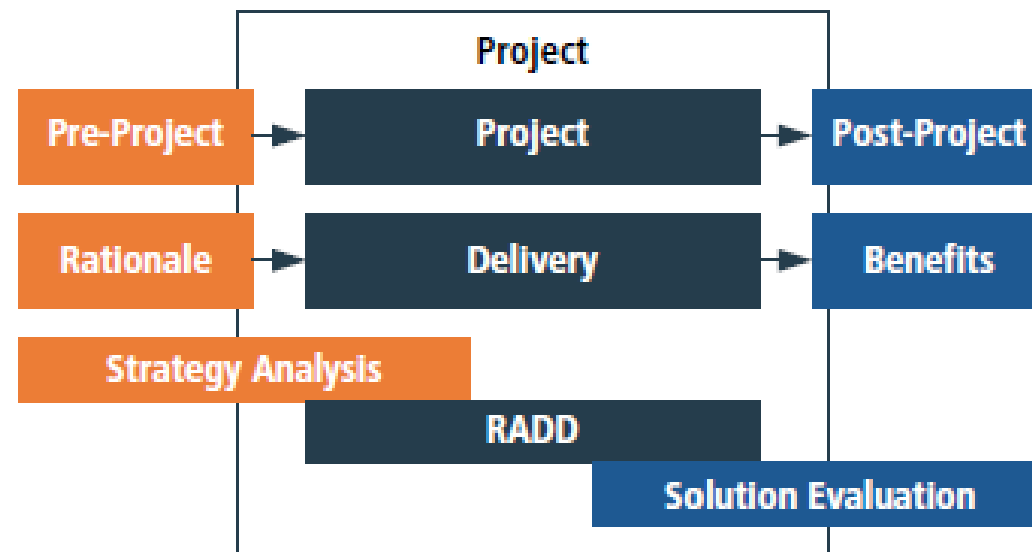 Project
Pre-Project
Project
Post-Project
Rationale
Delivery
Benefits
Strategy Analysis
RADD
Solution Evaluation